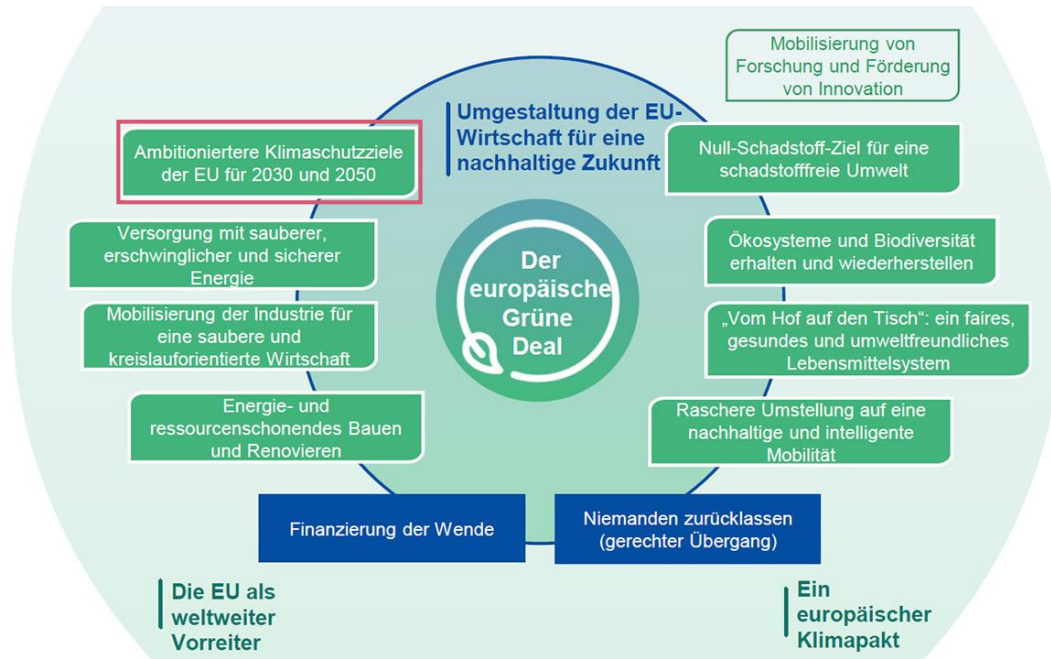 Mobilisierung von
Forschung und Förderung
von Innovation
Umgestaltung der EU-
Wirtschaft für eine
nachhaltige Zukunft
Ambitioniertere Klimaschutzziele
der EU für 2030 und 2050
Null-Schadstoff-Ziel für eine
schadstofffreie Umwelt
Versorgung mit sauberer,
erschwinglicher und sicherer
Energie
Ökosysteme und Biodiversität
erhalten und wiederherstellen
Der
europäische
Grüne
Deal
Mobilisierung der Industrie für
eine saubere und
kreislauforientierte Wirtschaft
„Vom Hof auf den Tisch“: ein faires,
gesundes und umweltfreundliches
Lebensmittelsystem
Energie- und
ressourcenschonendes Bauen
und Renovieren
Raschere Umstellung auf eine
nachhaltige und intelligente
Mobilität
Finanzierung der Wende
Niemanden zurücklassen
(gerechter Übergang)
Die EU als
weltweiter
Vorreiter
Ein
europäischer
Klimapakt